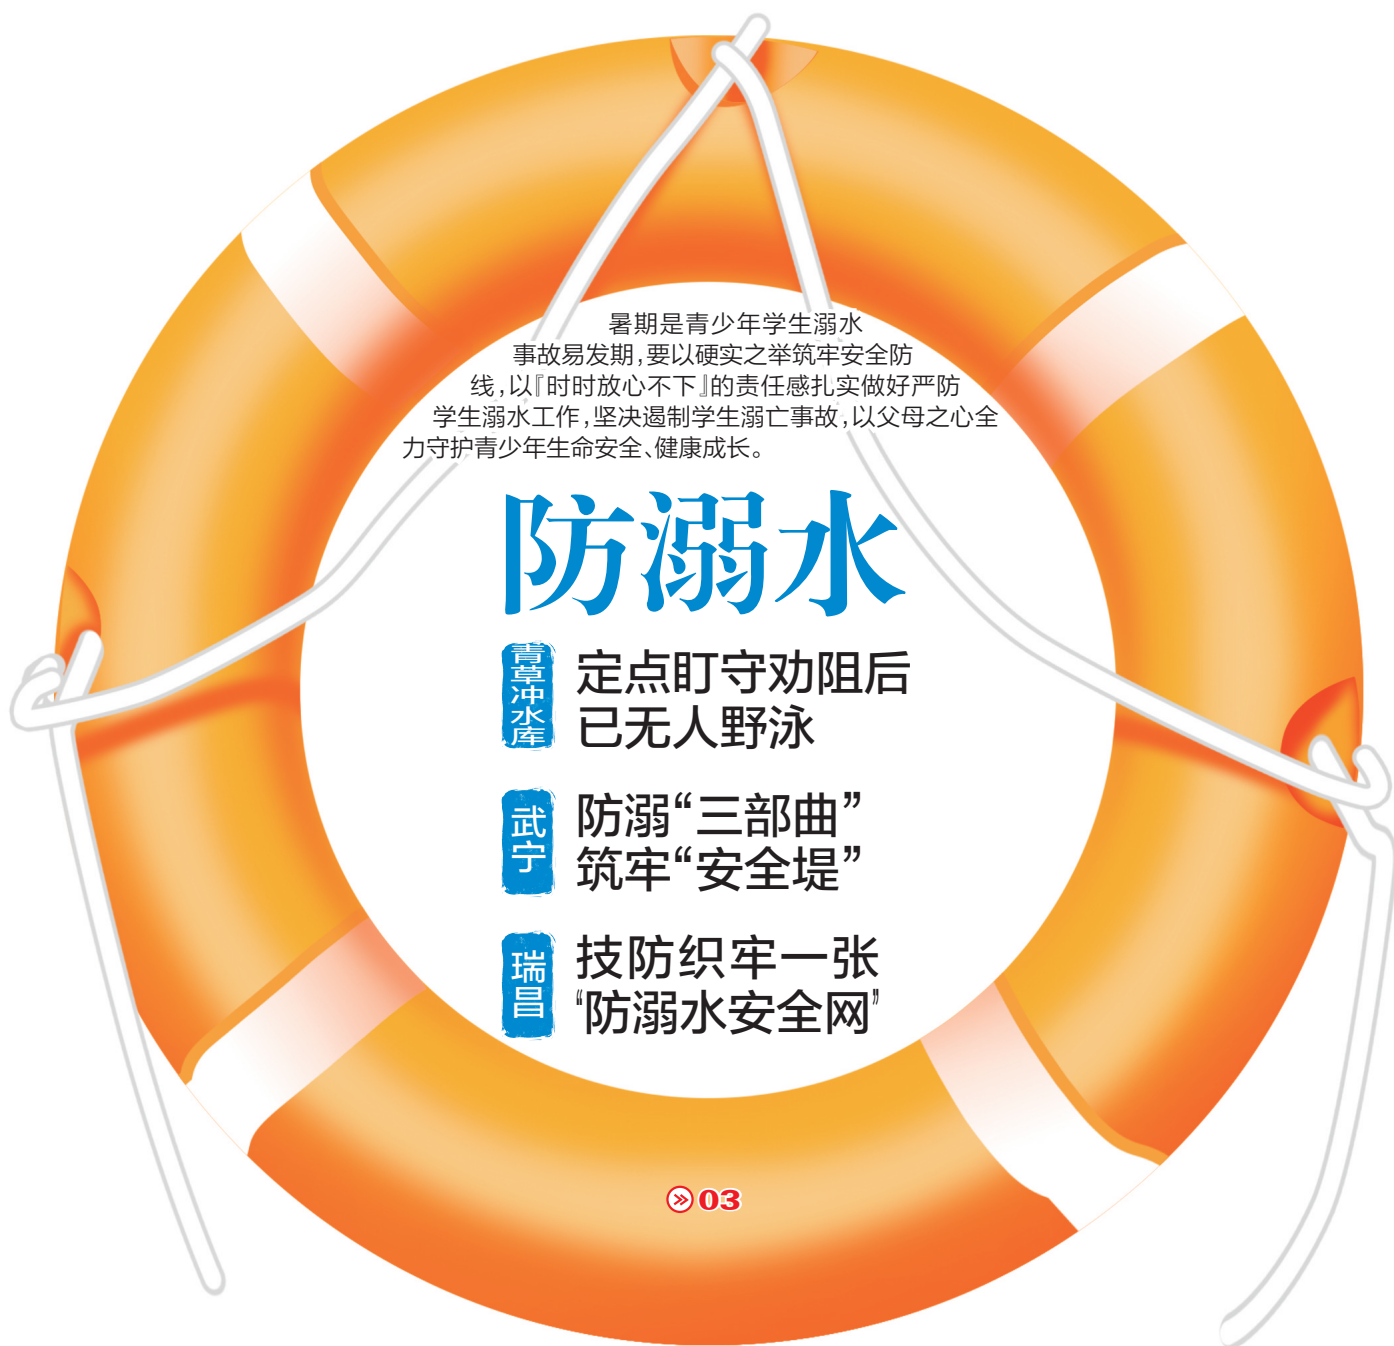 暑期是青少年学生溺水
事故易发期,要以硬实之举筑牢安全防
线,以『时时放心不下』的责任感扎实做好严防
学生溺水工作,坚决遏制学生溺亡事故,以父母之心全
力守护青少年生命安全、健康成长。
防溺水
青草冲水库
定点盯守劝阻后
已无人野泳
武宁
防溺“三部曲”
筑牢“安全堤”
瑞昌
技防织牢一张
“防溺水安全网”
» 03